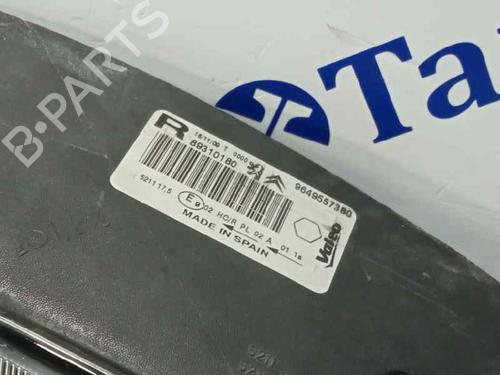 B-PARTS
Ta
R 16/11/09 T 0000
89310180
9649557380
52111 17,5
E9 02 HC/R PL 02 A 01 1a
MADE IN SPAIN
Valeo